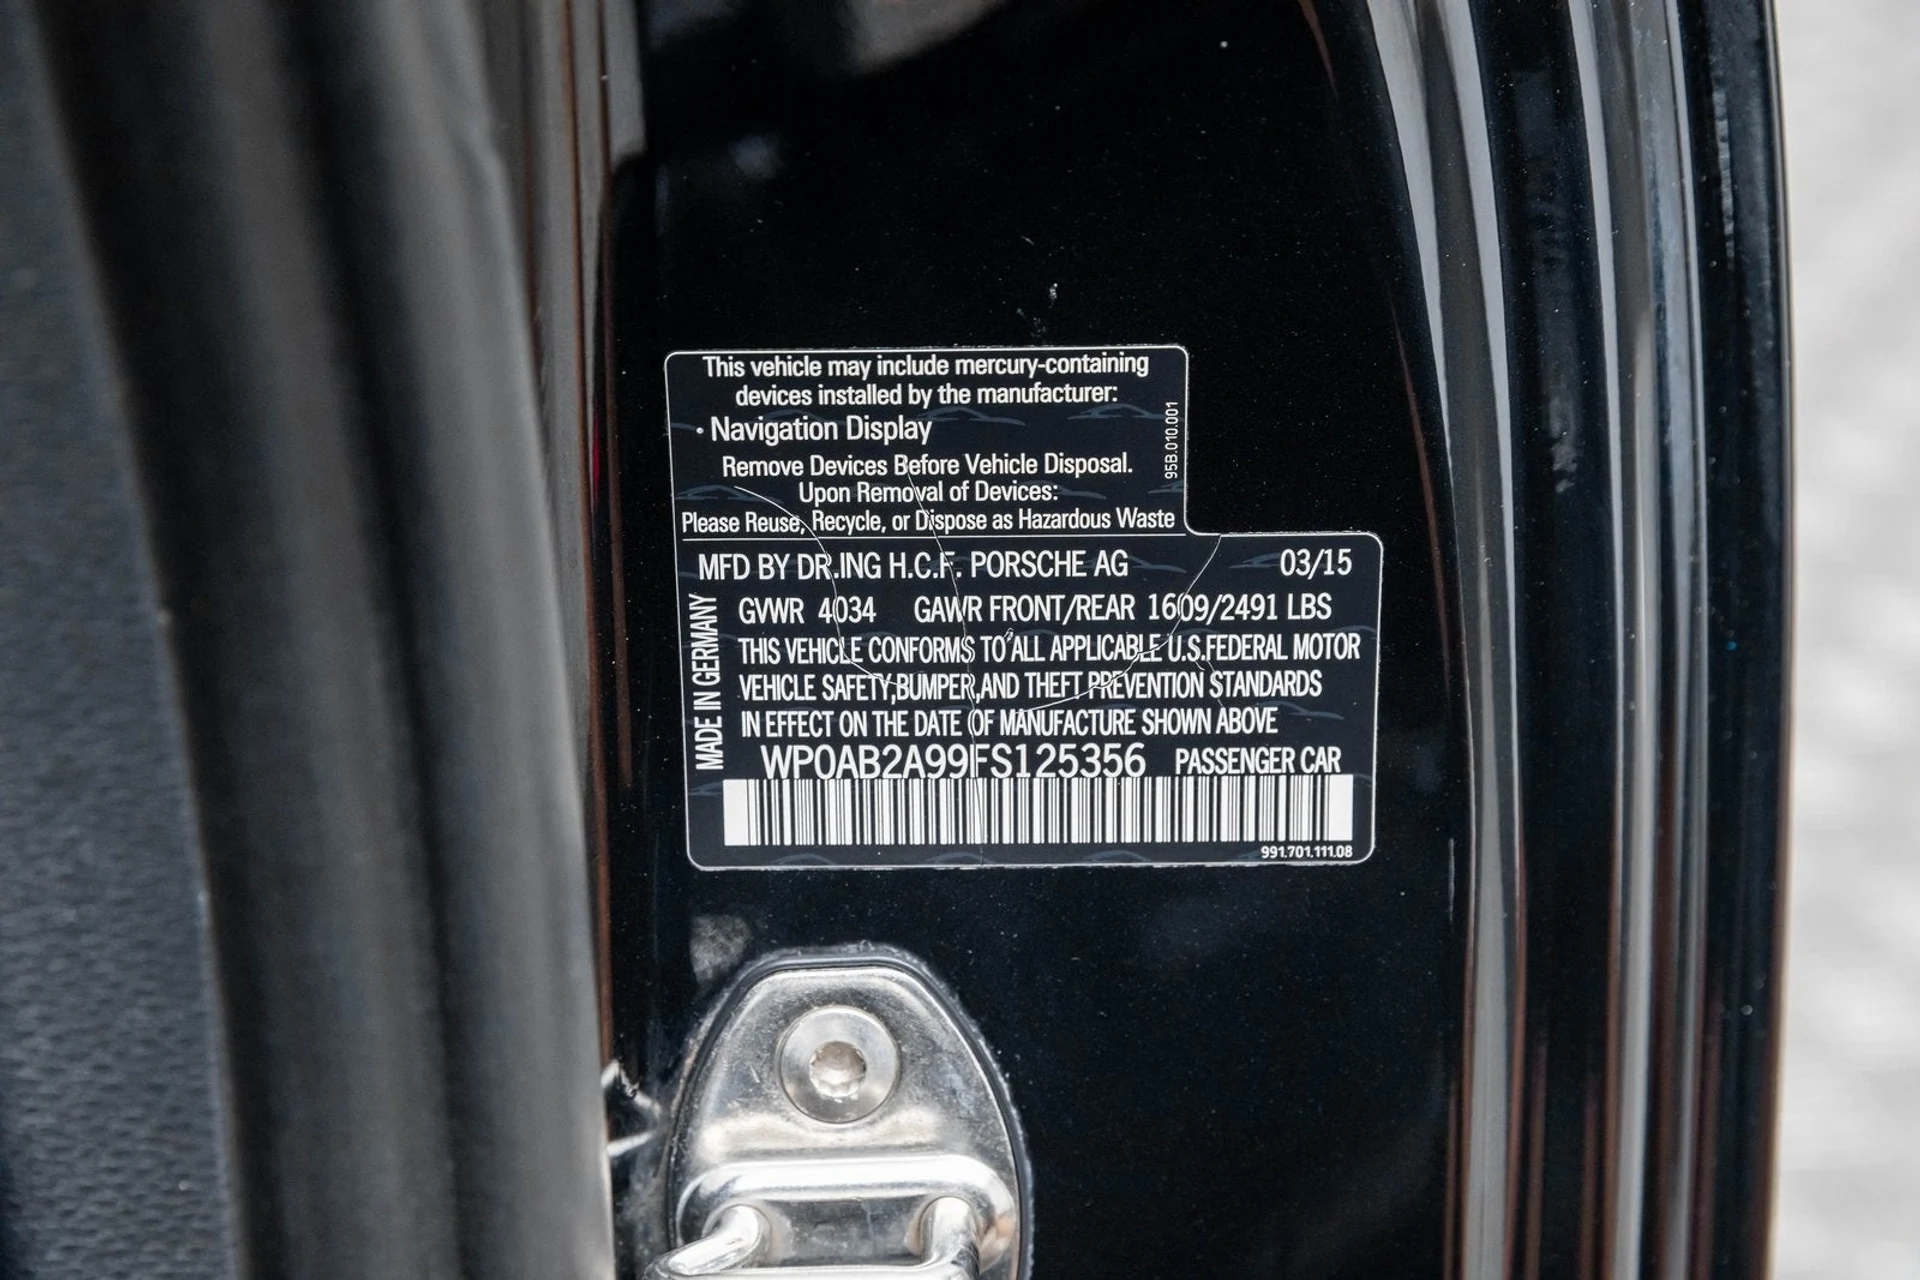 This vehicle may include mercury-containing
devices installed by the manufacturer:
• Navigation Display
Remove Devices Before Vehicle Disposal.
Upon Removal of Devices:
Please Reuse, Recycle, or Dispose as Hazardous Waste
95B.010.001
MFD BY DR.ING H.C.F. PORSCHE AG 03/15
GVWR 4034 GAWR FRONT/REAR 1609/2491 LBS
THIS VEHICLE CONFORMS TO ALL APPLICABLE U.S.FEDERAL MOTOR
VEHICLE SAFETY,BUMPER,AND THEFT PREVENTION STANDARDS
IN EFFECT ON THE DATE OF MANUFACTURE SHOWN ABOVE
MADE IN GERMANY
WP0AB2A99FS125356 PASSENGER CAR
991.701.111.08